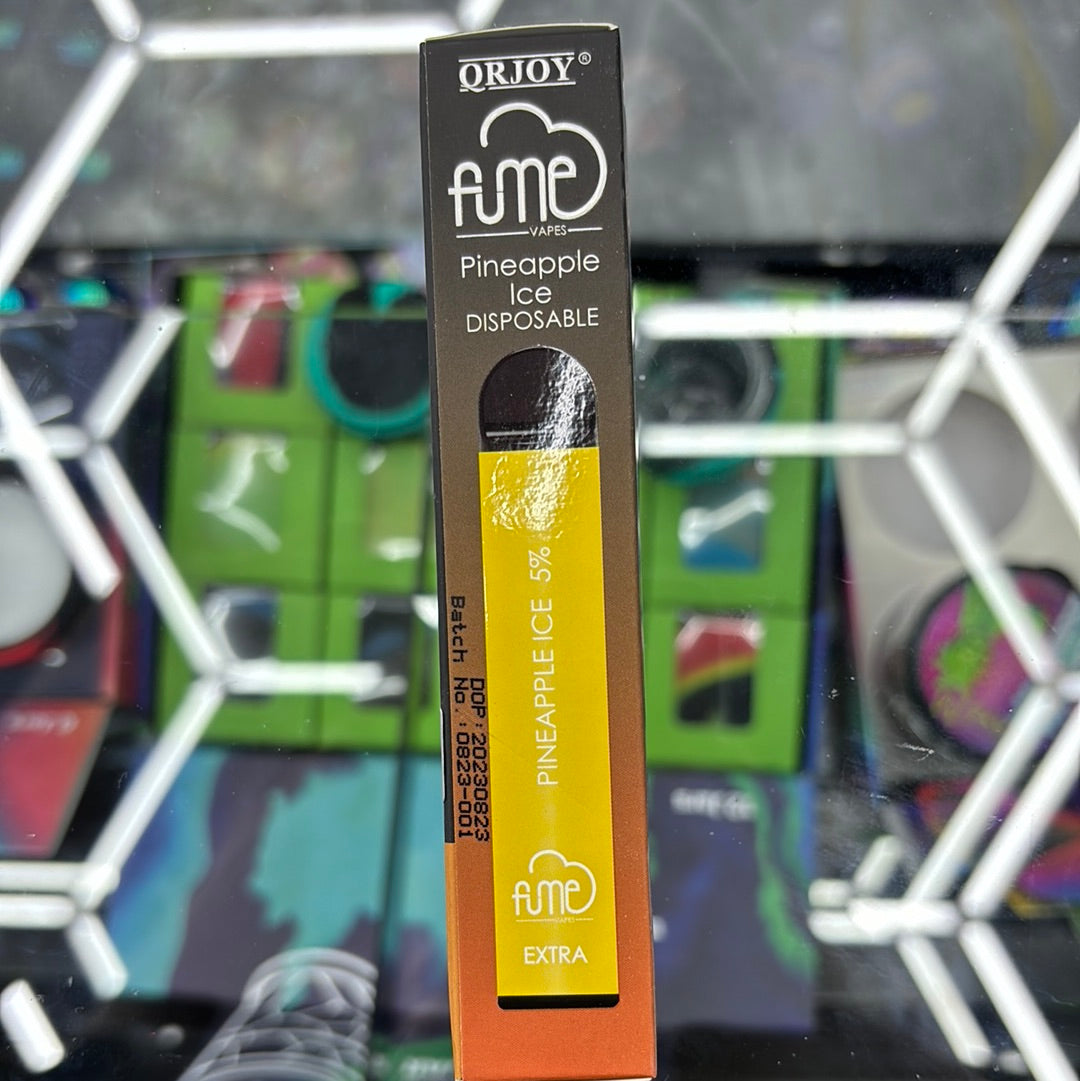 QRJOY®
fume
VAPES
Pineapple
Ice
DISPOSABLE
PINEAPPLE ICE 5%
DOP:20230823
Batch No.:0823-001
fume
VAPES
EXTRA